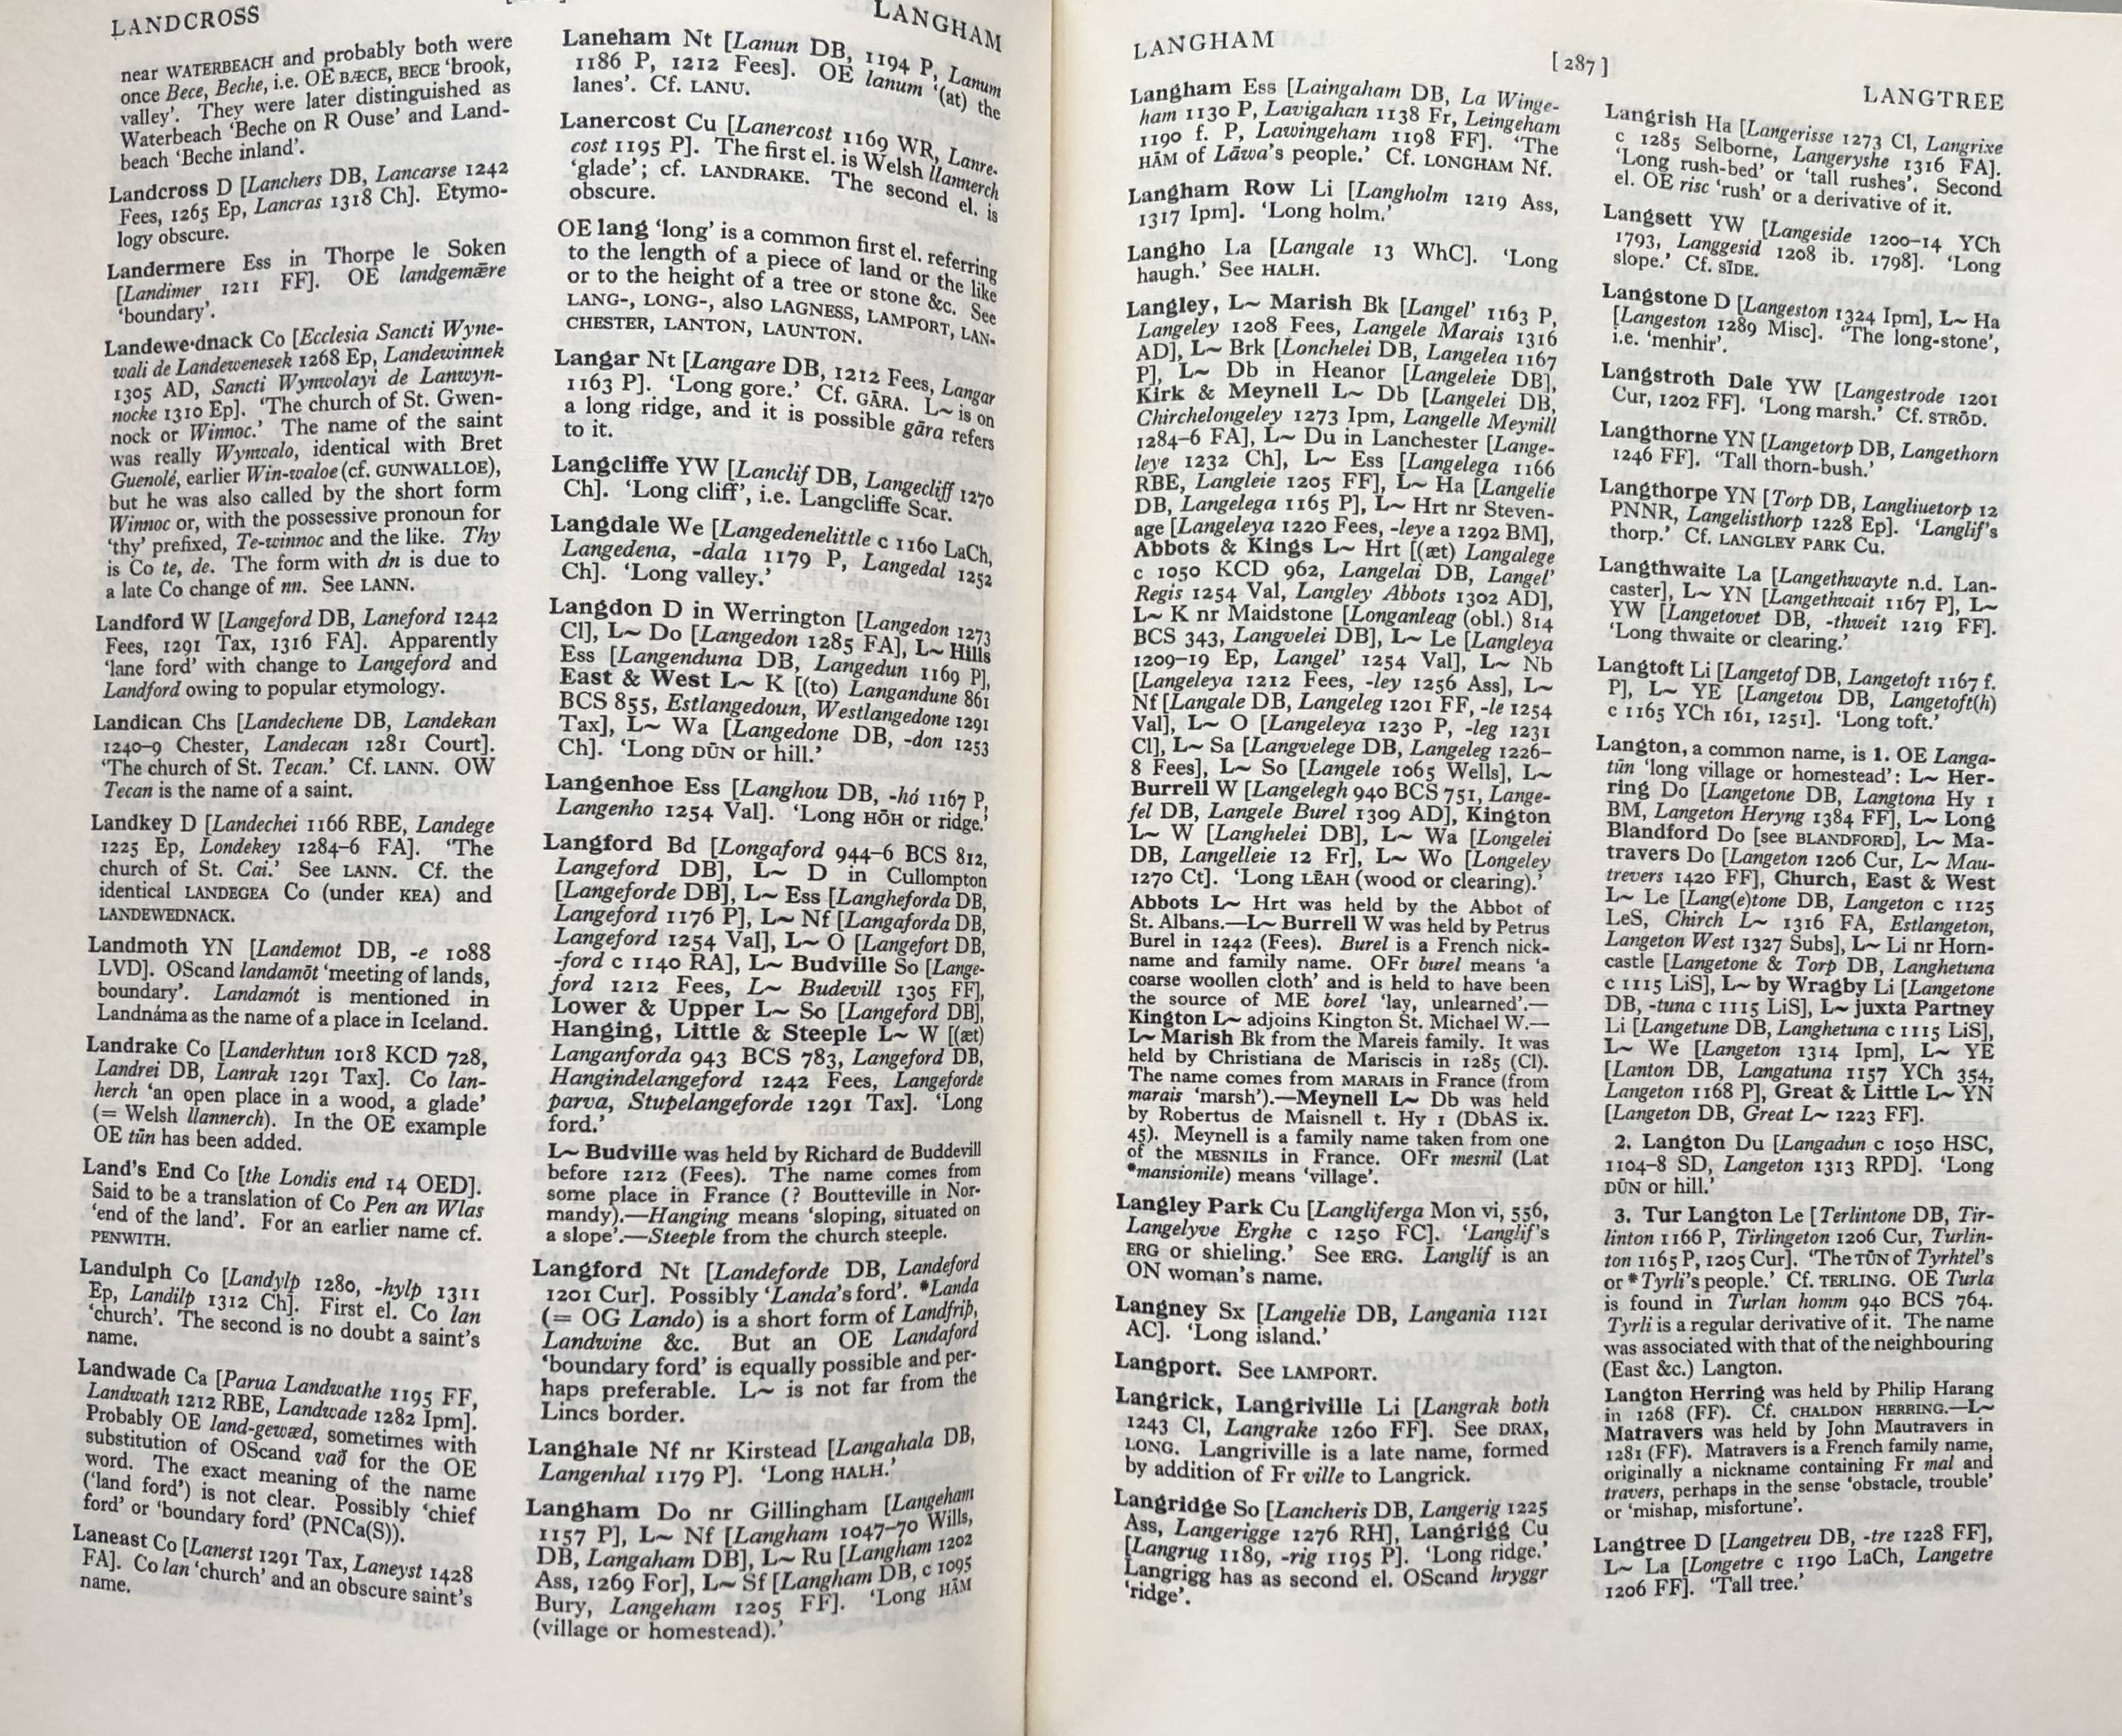 LANDCROSS
near WATERBEACH and probably both were
once Bece, Beche, i.e. OE BÆCE, BECE ‘brook,
valley’. They were later distinguished as
Waterbeach ‘Beche on R Ouse’ and Land-
beach ‘Beche inland’.
Landcross D [Lanchers DB, Lancarse 1242
Fees, 1265 Ep, Lancras 1318 Ch]. Etymo-
logy obscure.
Landermere Ess in Thorpe le Soken
[Landimer 1211 FF]. OE landgemǣre
‘boundary’.
Landewe·dnack Co [Ecclesia Sancti Wyne-
wali de Landewenesek 1268 Ep, Landewinnek
1305 AD, Sancti Wynwolayi de Lanwyn-
nocke 1310 Ep]. ‘The church of St. Gwen-
nock or Winnoc.’ The name of the saint
was really Wynwalo, identical with Bret
Guenolé, earlier Win-waloe (cf. GUNWALLOE),
but he was also called by the short form
Winnoc or, with the possessive pronoun for
‘thy’ prefixed, Te-winnoc and the like. Thy
is Co te, de. The form with dn is due to
a late Co change of nn. See LANN.
Landford W [Langeford DB, Laneford 1242
Fees, 1291 Tax, 1316 FA]. Apparently
‘lane ford’ with change to Langeford and
Landford owing to popular etymology.
Landican Chs [Landechene DB, Landekan
1240–9 Chester, Landecan 1281 Court].
‘The church of St. Tecan.’ Cf. LANN. OW
Tecan is the name of a saint.
Landkey D [Landechei 1166 RBE, Landege
1225 Ep, Londekey 1284–6 FA]. ‘The
church of St. Cai.’ See LANN. Cf. the
identical LANDEGEA Co (under KEA) and
LANDEWEDNACK.
Landmoth YN [Landemot DB, -e 1088
LVD]. OScand landamōt ‘meeting of lands,
boundary’. Landamót is mentioned in
Landnáma as the name of a place in Iceland.
Landrake Co [Landerhtun 1018 KCD 728,
Landrei DB, Lanrak 1291 Tax]. Co lan-
herch ‘an open place in a wood, a glade’
(= Welsh llannerch). In the OE example
OE tūn has been added.
Land’s End Co [the Londis end 14 OED].
Said to be a translation of Co Pen an Wlas
‘end of the land’. For an earlier name cf.
PENWITH.
Landulph Co [Landylp 1280, -hylp 1311
Ep, Landilp 1312 Ch]. First el. Co lan
‘church’. The second is no doubt a saint’s
name.
Landwade Ca [Parua Landwathe 1195 FF,
Landwath 1212 RBE, Landwade 1282 Ipm].
Probably OE land-gewæd, sometimes with
substitution of OScand vað for the OE
word. The exact meaning of the name
(‘land ford’) is not clear. Possibly ‘chief
ford’ or ‘boundary ford’ (PNCa(S)).
Laneast Co [Lanerst 1291 Tax, Laneyst 1428
FA]. Co lan ‘church’ and an obscure saint’s
name.
LANGHAM
Laneham Nt [Lanun DB, 1194 P, Lanum
1186 P, 1212 Fees]. OE lanum ‘(at) the
lanes’. Cf. LANU.
Lanercost Cu [Lanercost 1169 WR, Lanre-
cost 1195 P]. The first el. is Welsh llannerch
‘glade’; cf. LANDRAKE. The second el. is
obscure.
OE lang ‘long’ is a common first el. referring
to the length of a piece of land or the like
or to the height of a tree or stone &c. See
LANG-, LONG-, also LAGNESS, LAMPORT, LAN-
CHESTER, LANTON, LAUNTON.
Langar Nt [Langare DB, 1212 Fees, Langar
1163 P]. ‘Long gore.’ Cf. GĀRA. L~ is on
a long ridge, and it is possible gāra refers
to it.
Langcliffe YW [Lanclif DB, Langecliff 1270
Ch]. ‘Long cliff’, i.e. Langcliffe Scar.
Langdale We [Langedenelittle c 1160 LaCh,
Langedena, -dala 1179 P, Langedal 1252
Ch]. ‘Long valley.’
Langdon D in Werrington [Langedon 1273
Cl], L~ Do [Langedon 1285 FA], L~ Hills
Ess [Langenduna DB, Langedun 1169 P],
East & West L~ K [(to) Langandune 861
BCS 855, Estlangedoun, Westlangedone 1291
Tax], L~ Wa [Langedone DB, -don 1253
Ch]. ‘Long DŪN or hill.’
Langenhoe Ess [Langhou DB, -hó 1167 P,
Langenho 1254 Val]. ‘Long HŌH or ridge.’
Langford Bd [Longaford 944–6 BCS 812,
Langeford DB], L~ D in Cullompton
[Langeforde DB], L~ Ess [Langheforda DB,
Langeford 1176 P], L~ Nf [Langaforda DB,
Langeford 1254 Val], L~ O [Langefort DB,
-ford c 1140 RA], L~ Budville So [Lange-
ford 1212 Fees, L~ Budevill 1305 FF],
Lower & Upper L~ So [Langeford DB],
Hanging, Little & Steeple L~ W [(æt)
Langanforda 943 BCS 783, Langeford DB,
Hangindelangeford 1242 Fees, Langeforde
parva, Stupelangeforde 1291 Tax]. ‘Long
ford.’
L~ Budville was held by Richard de Buddevill
before 1212 (Fees). The name comes from
some place in France (? Boutteville in Nor-
mandy).—Hanging means ‘sloping, situated on
a slope’.—Steeple from the church steeple.
Langford Nt [Landeforde DB, Landeford
1201 Cur]. Possibly ‘Landa’s ford’. *Landa
(= OG Lando) is a short form of Landfriþ,
Landwine &c. But an OE Landaford
‘boundary ford’ is equally possible and per-
haps preferable. L~ is not far from the
Lincs border.
Langhale Nf nr Kirstead [Langahala DB,
Langenhal 1179 P]. ‘Long HALH.’
Langham Do nr Gillingham [Langeham
1157 P], L~ Nf [Langham 1047–70 Wills,
DB, Langaham DB], L~ Ru [Langham 1202
Ass, 1269 For], L~ Sf [Langham DB, c 1095
Bury, Langeham 1205 FF]. ‘Long HĀM
(village or homestead).’
LANGHAM
[287]
LANGTREE
Langham Ess [Laingaham DB, La Winge-
ham 1130 P, Lavigahan 1138 Fr, Leingeham
1190 f. P, Lawingeham 1198 FF]. ‘The
HĀM of Lāwa’s people.’ Cf. LONGHAM Nf.
Langham Row Li [Langholm 1219 Ass,
1317 Ipm]. ‘Long holm.’
Langho La [Langale 13 WhC]. ‘Long
haugh.’ See HALH.
Langley, L~ Marish Bk [Langel’ 1163 P,
Langeley 1208 Fees, Langele Marais 1316
AD], L~ Brk [Lonchelei DB, Langelea 1167
P], L~ Db in Heanor [Langeleie DB],
Kirk & Meynell L~ Db [Langelei DB,
Chirchelongeley 1273 Ipm, Langelle Meynill
1284–6 FA], L~ Du in Lanchester [Lange-
leye 1232 Ch], L~ Ess [Langelega 1166
RBE, Langleie 1205 FF], L~ Ha [Langelie
DB, Langelega 1165 P], L~ Hrt nr Steven-
age [Langeleya 1220 Fees, -leye a 1292 BM],
Abbots & Kings L~ Hrt [(æt) Langalege
c 1050 KCD 962, Langelai DB, Langel’
Regis 1254 Val, Langley Abbots 1302 AD],
L~ K nr Maidstone [Longanleag (obl.) 814
BCS 343, Langvelei DB], L~ Le [Langleya
1209–19 Ep, Langel’ 1254 Val], L~ Nb
[Langeleya 1212 Fees, -ley 1256 Ass], L~
Nf [Langale DB, Langeleg 1201 FF, -le 1254
Val], L~ O [Langeleya 1230 P, -leg 1231
Cl], L~ Sa [Langvelege DB, Langeleg 1226–
8 Fees], L~ So [Langele 1065 Wells], L~
Burrell W [Langelegh 940 BCS 751, Lange-
fel DB, Langele Burel 1309 AD], Kington
L~ W [Langhelei DB], L~ Wa [Longelei
DB, Langelleie 12 Fr], L~ Wo [Longeley
1270 Ct]. ‘Long LĒAH (wood or clearing).’
Abbots L~ Hrt was held by the Abbot of
St. Albans.—L~ Burrell W was held by Petrus
Burel in 1242 (Fees). Burel is a French nick-
name and family name. OFr burel means ‘a
coarse woollen cloth’ and is held to have been
the source of ME borel ‘lay, unlearned’.—
Kington L~ adjoins Kington St. Michael W.—
L~ Marish Bk from the Mareis family. It was
held by Christiana de Mariscis in 1285 (Cl).
The name comes from MARAIS in France (from
marais ‘marsh’).—Meynell L~ Db was held
by Robertus de Maisnell t. Hy 1 (DbAS ix.
45). Meynell is a family name taken from one
of the MESNILS in France. OFr mesnil (Lat
*mansionile) means ‘village’.
Langley Park Cu [Langliferga Mon vi, 556,
Langelyve Erghe c 1250 FC]. ‘Langlif’s
ERG or shieling.’ See ERG. Langlíf is an
ON woman’s name.
Langney Sx [Langelie DB, Langania 1121
AC]. ‘Long island.’
Langport. See LAMPORT.
Langrick, Langriville Li [Langrak both
1243 Cl, Langrake 1260 FF]. See DRAX,
LONG. Langriville is a late name, formed
by addition of Fr ville to Langrick.
Langridge So [Lancheris DB, Langerig 1225
Ass, Langerigge 1276 RH], Langrigg Cu
[Langrug 1189, -rig 1195 P]. ‘Long ridge.’
Langrigg has as second el. OScand hryggr
‘ridge’.
Langrish Ha [Langerisse 1273 Cl, Langrixe
c 1285 Selborne, Langeryshe 1316 FA].
‘Long rush-bed’ or ‘tall rushes’. Second
el. OE risc ‘rush’ or a derivative of it.
Langsett YW [Langeside 1200–14 YCh
1793, Langgesid 1208 ib. 1798]. ‘Long
slope.’ Cf. SĪDE.
Langstone D [Langeston 1324 Ipm], L~ Ha
[Langeston 1289 Misc]. ‘The long-stone’,
i.e. ‘menhir’.
Langstroth Dale YW [Langestrode 1201
Cur, 1202 FF]. ‘Long marsh.’ Cf. STRŌD.
Langthorne YN [Langetorp DB, Langethorn
1246 FF]. ‘Tall thorn-bush.’
Langthorpe YN [Torp DB, Langliuetorp 12
PNNR, Langelisthorp 1228 Ep]. ‘Langlif’s
thorp.’ Cf. LANGLEY PARK Cu.
Langthwaite La [Langethwayte n.d. Lan-
caster], L~ YN [Langethwait 1167 P], L~
YW [Langetovet DB, -thweit 1219 FF].
‘Long thwaite or clearing.’
Langtoft Li [Langetof DB, Langetoft 1167 f.
P], L~ YE [Langetou DB, Langetoft(h)
c 1165 YCh 161, 1251]. ‘Long toft.’
Langton, a common name, is 1. OE Langa-
tūn ‘long village or homestead’: L~ Her-
ring Do [Langetone DB, Langtona Hy 1
BM, Langeton Heryng 1384 FF], L~ Long
Blandford Do [see BLANDFORD], L~ Ma-
travers Do [Langeton 1206 Cur, L~ Mau-
trevers 1420 FF], Church, East & West
L~ Le [Lang(e)tone DB, Langeton c 1125
LeS, Chirch L~ 1316 FA, Estlangeton,
Langeton West 1327 Subs], L~ Li nr Horn-
castle [Langetone & Torp DB, Langhetuna
c 1115 LiS], L~ by Wragby Li [Langetone
DB, -tuna c 1115 LiS], L~ juxta Partney
Li [Langetune DB, Langhetuna c 1115 LiS],
L~ We [Langeton 1314 Ipm], L~ YE
[Lanton DB, Langatuna 1157 YCh 354,
Langeton 1168 P], Great & Little L~ YN
[Langeton DB, Great L~ 1223 FF].
2. Langton Du [Langadun c 1050 HSC,
1104–8 SD, Langeton 1313 RPD]. ‘Long
DŪN or hill.’
3. Tur Langton Le [Terlintone DB, Tir-
linton 1166 P, Tirlingeton 1206 Cur, Turlin-
ton 1165 P, 1205 Cur]. ‘The TŪN of Tyrhtel’s
or *Tyrli’s people.’ Cf. TERLING. OE Turla
is found in Turlan homm 940 BCS 764.
Tyrli is a regular derivative of it. The name
was associated with that of the neighbouring
(East &c.) Langton.
Langton Herring was held by Philip Harang
in 1268 (FF). Cf. CHALDON HERRING.—L~
Matravers was held by John Mautravers in
1281 (FF). Matravers is a French family name,
originally a nickname containing Fr mal and
travers, perhaps in the sense ‘obstacle, trouble’
or ‘mishap, misfortune’.
Langtree D [Langetreu DB, -tre 1228 FF],
L~ La [Longetre c 1190 LaCh, Langetre
1206 FF]. ‘Tall tree.’